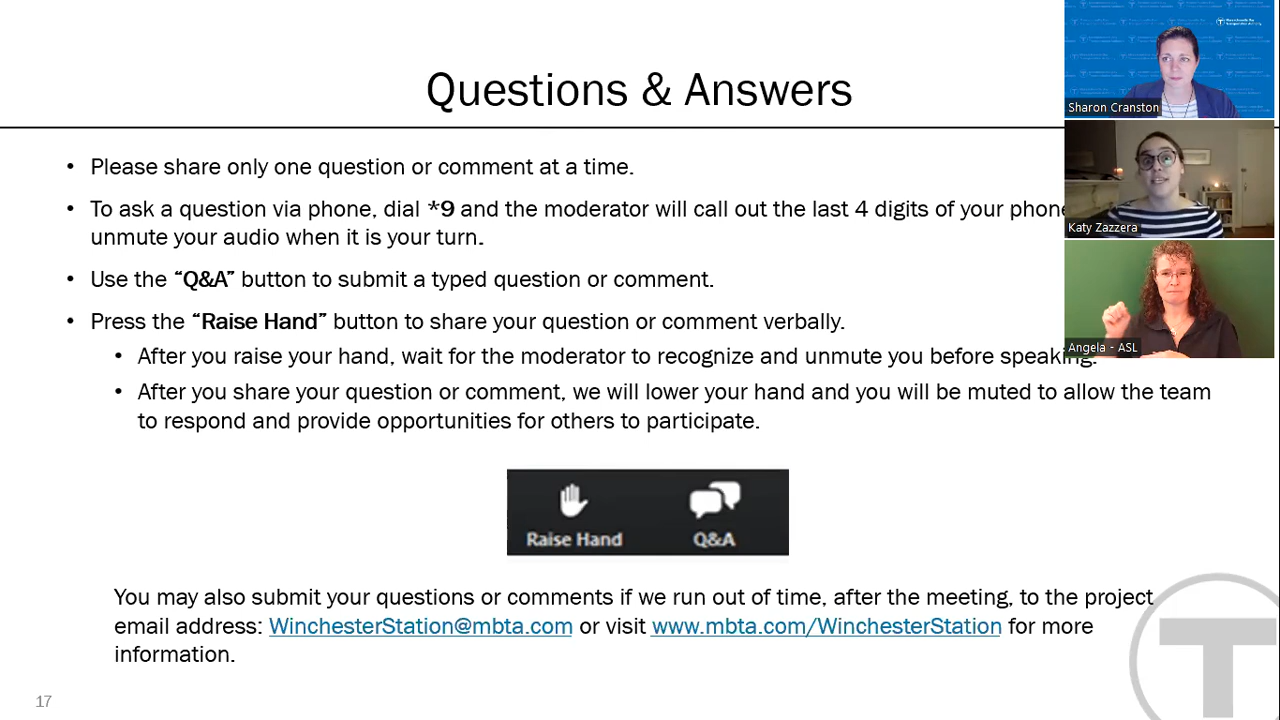 Questions & Answers
• Please share only one question or comment at a time.
• To ask a question via phone, dial *9 and the moderator will call out the last 4 digits of your phone
unmute your audio when it is your turn.
• Use the “Q&A” button to submit a typed question or comment.
• Press the “Raise Hand” button to share your question or comment verbally.
• After you raise your hand, wait for the moderator to recognize and unmute you before speaking.
• After you share your question or comment, we will lower your hand and you will be muted to allow the team
to respond and provide opportunities for others to participate.
Raise Hand
Q&A
You may also submit your questions or comments if we run out of time, after the meeting, to the project
email address: WinchesterStation@mbta.com or visit www.mbta.com/WinchesterStation for more
information.
17
T
Sharon Cranston
Katy Zazzera
Angela - ASL